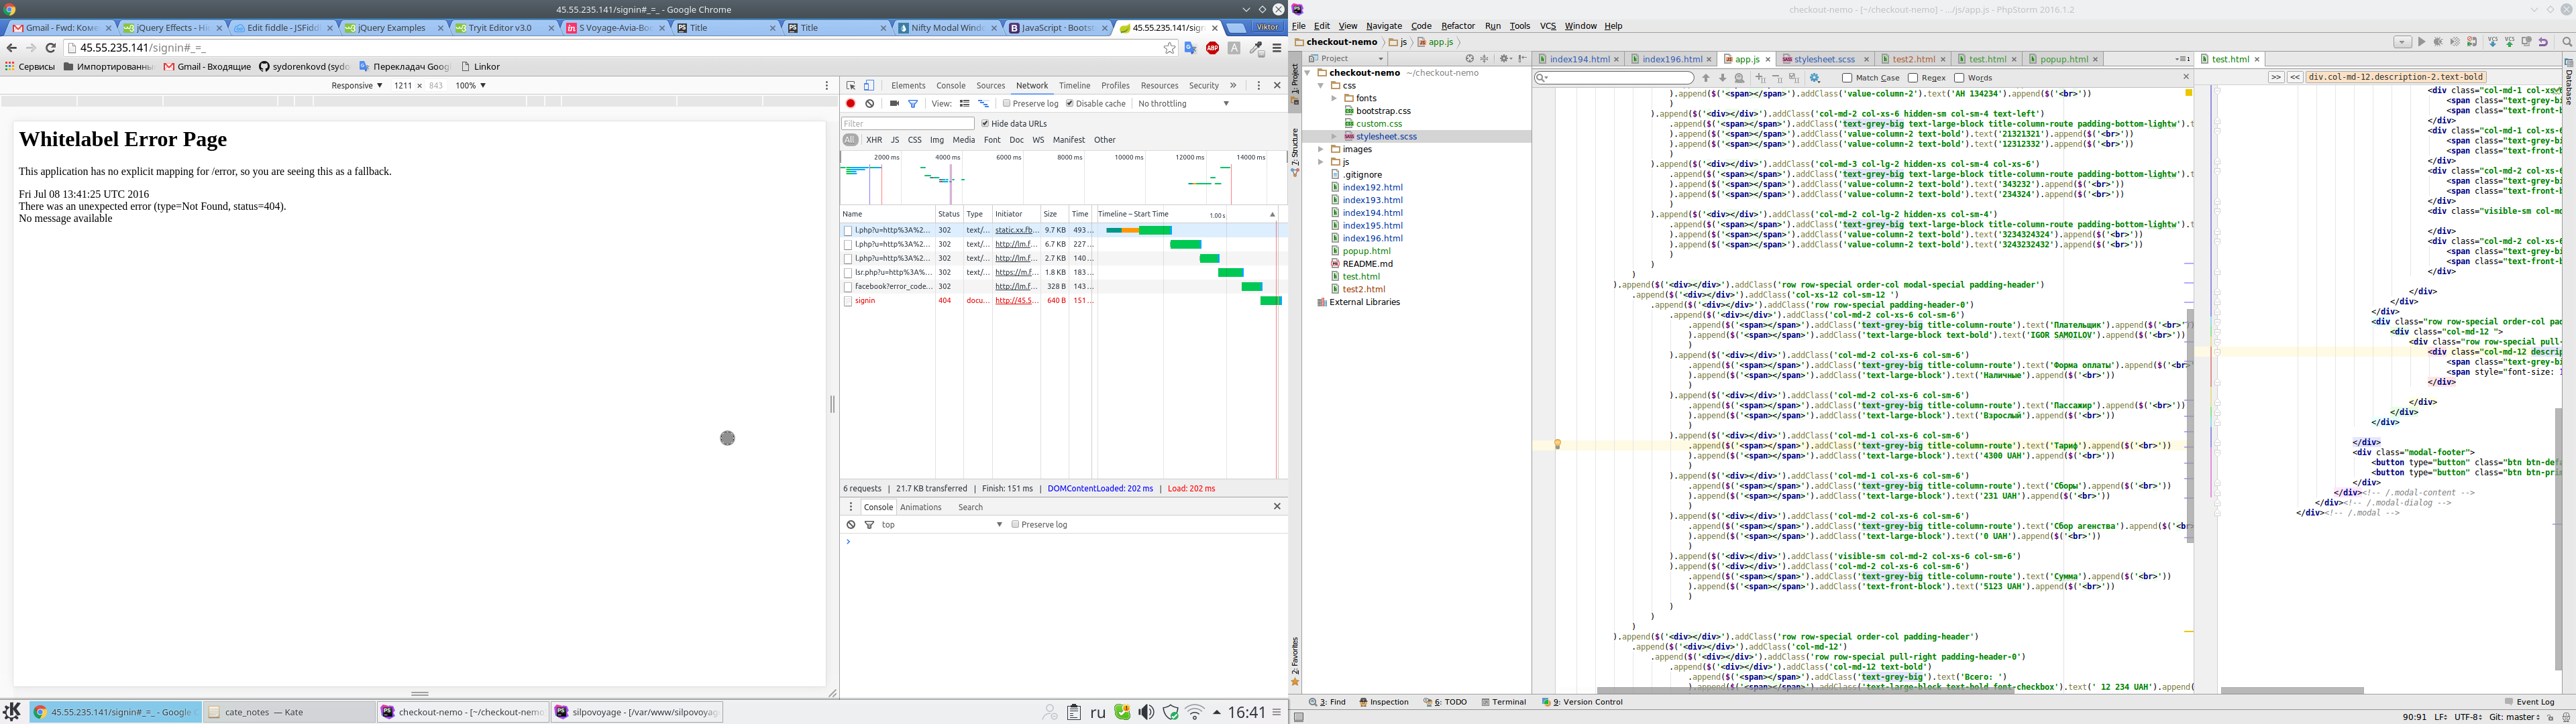 45.55.235.141/signin#_=_ - Google Chrome
Gmail - Fwd: Коме
jQuery Effects - Hi
Edit fiddle - JSFidd
jQuery Examples
Tryit Editor v3.0
S Voyage-Avia-Boo
Title
Title
Nifty Modal Windo
JavaScript · Bootst
45.55.235.141/sign
Viktor
45.55.235.141/signin#_=_
Сервисы
Импортированны
Gmail - Входящие
sydorenkovd (sydo
Перекладач Goog
Linkor
Responsive ▼ 1211 × 843 100% ▼
Whitelabel Error Page
This application has no explicit mapping for /error, so you are seeing this as a fallback.
Fri Jul 08 13:41:25 UTC 2016
There was an unexpected error (type=Not Found, status=404).
No message available
Elements Console Sources Network Timeline Profiles Resources Security »
View: Preserve log Disable cache No throttling ▼
Filter Hide data URLs
All XHR JS CSS Img Media Font Doc WS Manifest Other
2000 ms 4000 ms 6000 ms 8000 ms 10000 ms 12000 ms 14000 ms
Name Status Type Initiator Size Time Timeline – Start Time 1.00 s
l.php?u=http%3A%2... 302 text/... static.xx.fb... 9.7 KB 493...
l.php?u=http%3A%2... 302 text/... http://lm.f... 6.7 KB 227...
l.php?u=http%3A%2... 302 text/... http://lm.f... 2.7 KB 140...
lsr.php?u=http%3A%... 302 text/... https://m.f... 1.8 KB 183...
facebook?error_code... 302 http://lm.f... 328 B 143...
signin 404 docu... http://45.5... 640 B 151...
6 requests | 21.7 KB transferred | Finish: 151 ms | DOMContentLoaded: 202 ms | Load: 202 ms
Console Animations Search
top ▼ Preserve log
checkout-nemo - [~/checkout-nemo] - .../js/app.js - PhpStorm 2016.1.2
File Edit View Navigate Code Refactor Run Tools VCS Window Help
checkout-nemo js app.js
Project
index194.html index196.html app.js stylesheet.scss test2.html test.html popup.html
test.html
Match Case Regex Words
>> << div.col-md-12.description-2.text-bold
1: Project
7: Structure
2: Favorites
Database
checkout-nemo ~/checkout-nemo
css
fonts
bootstrap.css
custom.css
stylesheet.scss
images
js
.gitignore
index192.html
index193.html
index194.html
index195.html
index196.html
popup.html
README.md
test.html
test2.html
External Libraries
).append($('<span></span>').addClass('value-column-2').text('AH 134234').append($('<br>'))
)
).append($('<div></div>').addClass('col-md-2 col-xs-6 hidden-sm col-sm-4 text-left')
.append($('<span></span>').addClass('text-grey-big text-large-block title-column-route padding-bottom-lightw').t
).append($('<span></span>').addClass('value-column-2 text-bold').text('21321321').append($('<br>'))
).append($('<span></span>').addClass('value-column-2 text-bold').text('12312332').append($('<br>'))
)
).append($('<div></div>').addClass('col-md-3 col-lg-2 hidden-xs col-sm-4 col-xs-6')
.append($('<span></span>').addClass('text-grey-big text-large-block title-column-route padding-bottom-lightw').t
).append($('<span></span>').addClass('value-column-2 text-bold').text('343232').append($('<br>'))
).append($('<span></span>').addClass('value-column-2 text-bold').text('234324').append($('<br>'))
)
).append($('<div></div>').addClass('col-md-2 col-lg-2 hidden-xs col-sm-4')
.append($('<span></span>').addClass('text-grey-big text-large-block title-column-route padding-bottom-lightw').t
).append($('<span></span>').addClass('value-column-2 text-bold').text('3234324324').append($('<br>'))
).append($('<span></span>').addClass('value-column-2 text-bold').text('3243232432').append($('<br>'))
)
)
)
).append($('<div></div>').addClass('row row-special order-col modal-special padding-header')
.append($('<div></div>').addClass('col-xs-12 col-sm-12 ')
.append($('<div></div>').addClass('row row-special padding-header-0')
.append($('<div></div>').addClass('col-md-2 col-xs-6 col-sm-6')
.append($('<span></span>').addClass('text-grey-big title-column-route').text('Плательщик').append($('<br>'))
).append($('<span></span>').addClass('text-large-block text-bold').text('IGOR SAMOILOV').append($('<br>'))
)
).append($('<div></div>').addClass('col-md-2 col-xs-6 col-sm-6')
.append($('<span></span>').addClass('text-grey-big title-column-route').text('Форма оплаты').append($('<br>'
).append($('<span></span>').addClass('text-large-block').text('Наличные').append($('<br>'))
)
).append($('<div></div>').addClass('col-md-2 col-xs-6 col-sm-6')
.append($('<span></span>').addClass('text-grey-big title-column-route').text('Пассажир').append($('<br>'))
).append($('<span></span>').addClass('text-large-block').text('Взрослый').append($('<br>'))
)
).append($('<div></div>').addClass('col-md-1 col-xs-6 col-sm-6')
.append($('<span></span>').addClass('text-grey-big title-column-route').text('Тариф').append($('<br>'))
).append($('<span></span>').addClass('text-large-block').text('4300 UAH').append($('<br>'))
)
).append($('<div></div>').addClass('col-md-1 col-xs-6 col-sm-6')
.append($('<span></span>').addClass('text-grey-big title-column-route').text('Сборы').append($('<br>'))
).append($('<span></span>').addClass('text-large-block').text('231 UAH').append($('<br>'))
)
).append($('<div></div>').addClass('col-md-2 col-xs-6 col-sm-6')
.append($('<span></span>').addClass('text-grey-big title-column-route').text('Сбор агенства').append($('<br
).append($('<span></span>').addClass('text-large-block').text('0 UAH').append($('<br>'))
)
).append($('<div></div>').addClass('visible-sm col-md-2 col-xs-6 col-sm-6')
).append($('<div></div>').addClass('col-md-2 col-xs-6 col-sm-6')
.append($('<span></span>').addClass('text-grey-big title-column-route').text('Сумма').append($('<br>'))
).append($('<span></span>').addClass('text-front-block').text('5123 UAH').append($('<br>'))
)
)
)
)
).append($('<div></div>').addClass('row row-special order-col padding-header')
.append($('<div></div>').addClass('col-md-12')
.append($('<div></div>').addClass('row row-special pull-right padding-header-0')
.append($('<div></div>').addClass('col-md-12 text-bold')
.append($('<span></span>').addClass('text-grey-big').text('Всего: ')
).append($('<span></span>').addClass('text-large-block text-bold font-checkbox').text(' 12 234 UAH').append(
<div class="col-md-1 col-xs-
<span class="text-grey-bi
<span class="text-front-b
</div>
<div class="col-md-1 col-xs-6
<span class="text-grey-bi
<span class="text-front-b
</div>
<div class="col-md-2 col-xs-6
<span class="text-grey-bi
<span class="text-front-b
</div>
<div class="visible-sm col-md
</div>
<div class="col-md-2 col-xs-6
<span class="text-grey-bi
<span class="text-front-b
</div>
</div>
</div>
</div>
<div class="row row-special order-col pad
<div class="col-md-12 ">
<div class="row row-special pull-
<div class="col-md-12 descrip
<span class="text-grey-bi
<span style="font-size: 1
</div>
</div>
</div>
</div>
</div>
<div class="modal-footer">
<button type="button" class="btn btn-def
<button type="button" class="btn btn-pri
</div>
</div><!-- /.modal-content -->
</div><!-- /.modal-dialog -->
</div><!-- /.modal -->
3: Find Inspection 6: TODO Terminal 9: Version Control Event Log
90:91 LF÷ UTF-8÷ Git: master÷
45.55.235.141/signin#_=_ - Google C
cate_notes — Kate
checkout-nemo - [~/checkout-nemo
silpovoyage - [/var/www/silpovoyag
ru
16:41